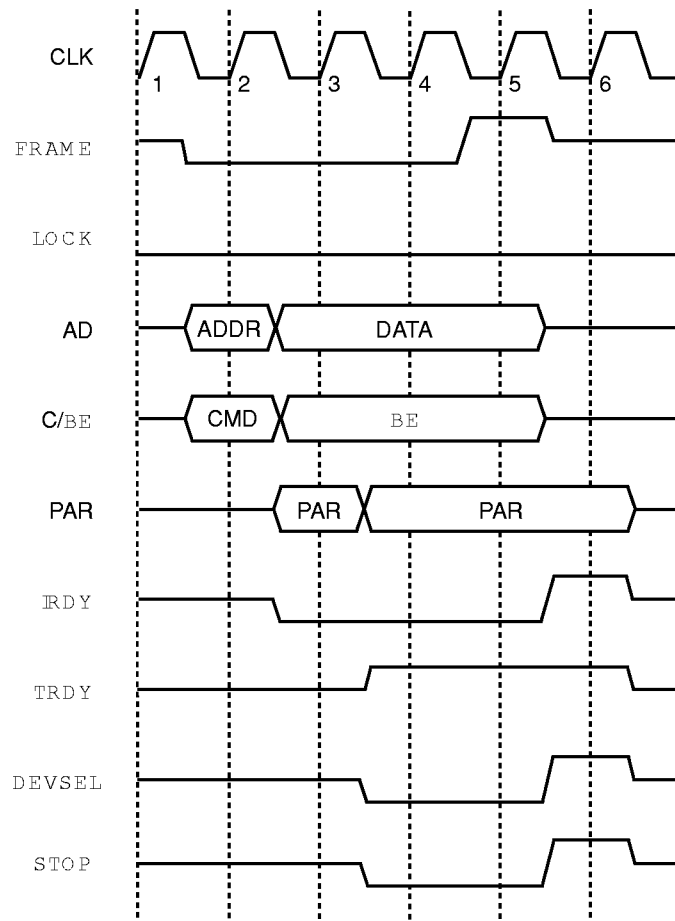 CLK
1 2 3 4 5 6
FRAME
LOCK
AD ADDR DATA
C/BE CMD BE
PAR PAR PAR
IRDY
TRDY
DEVSEL
STOP